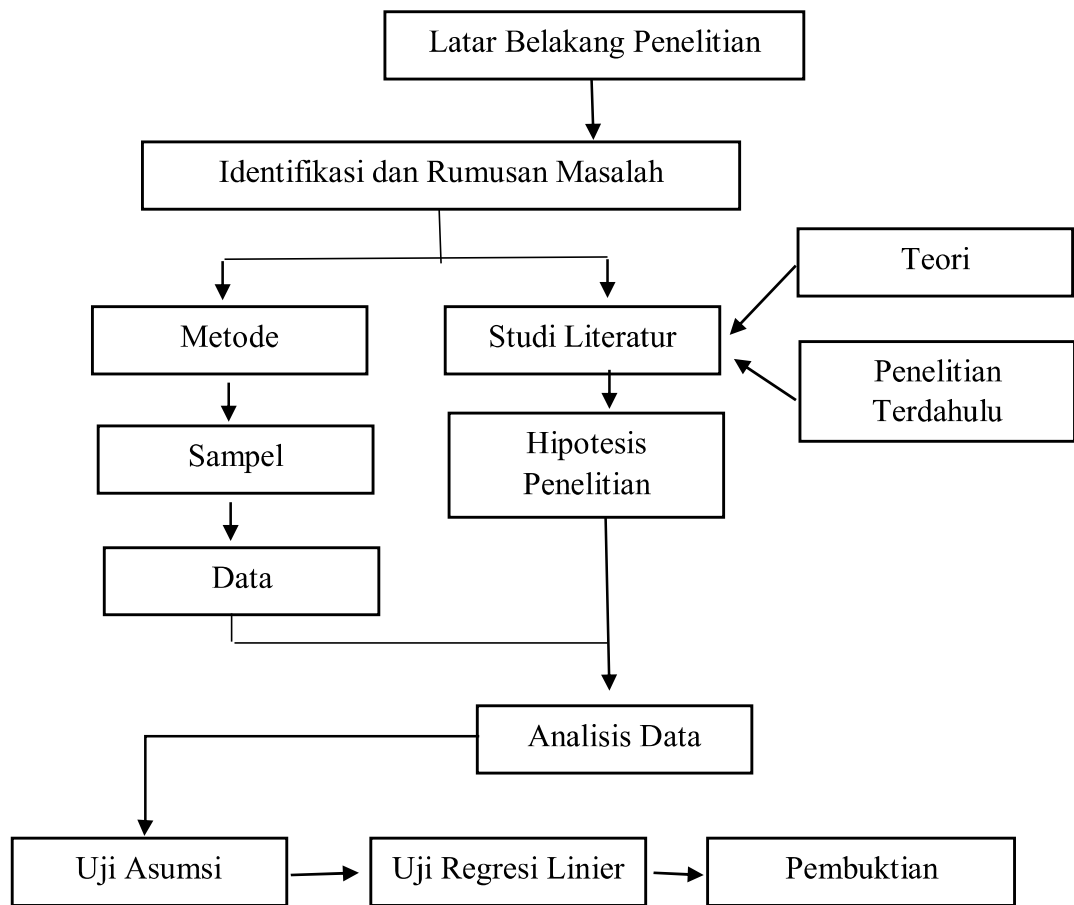 Latar Belakang Penelitian
Identifikasi dan Rumusan Masalah
Teori
Metode
Studi Literatur
Penelitian
Terdahulu
Sampel
Hipotesis
Penelitian
Data
Analisis Data
Uji Asumsi
Uji Regresi Linier
Pembuktian